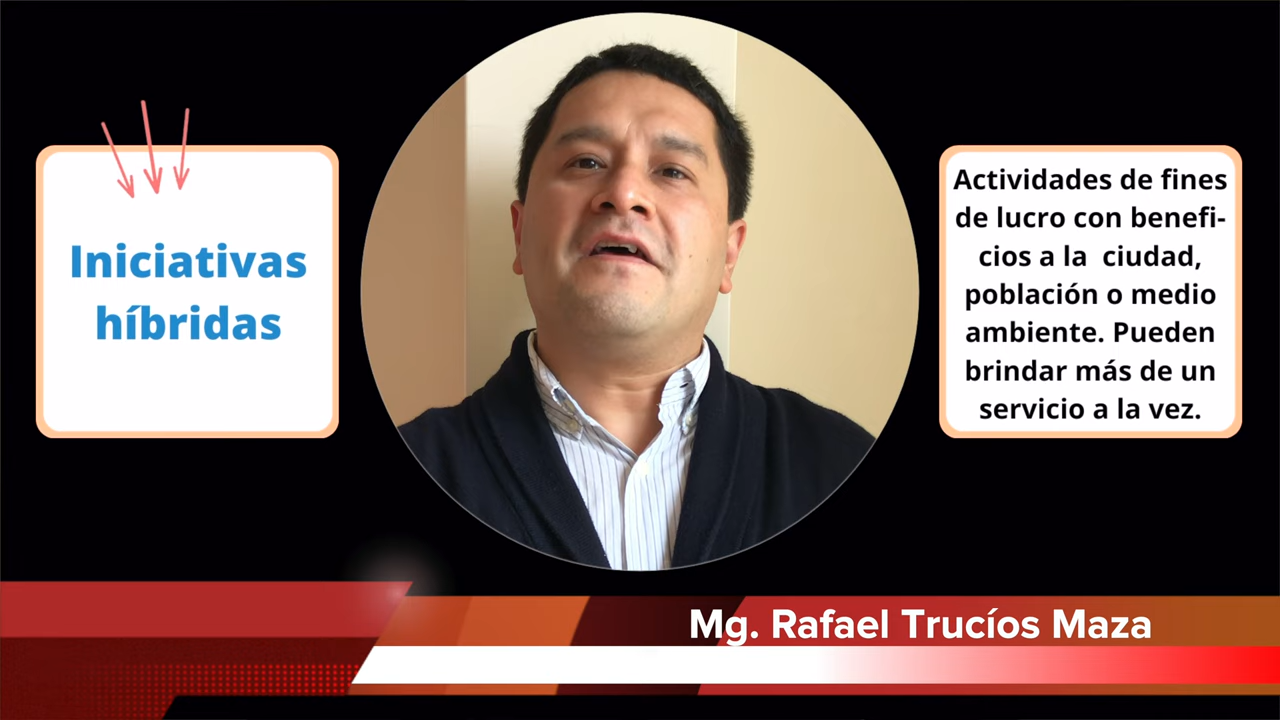 Iniciativas
híbridas
Actividades de fines
de lucro con benefi-
cios a la  ciudad,
población o medio
ambiente. Pueden
brindar más de un
servicio a la vez.
Mg. Rafael Trucíos Maza